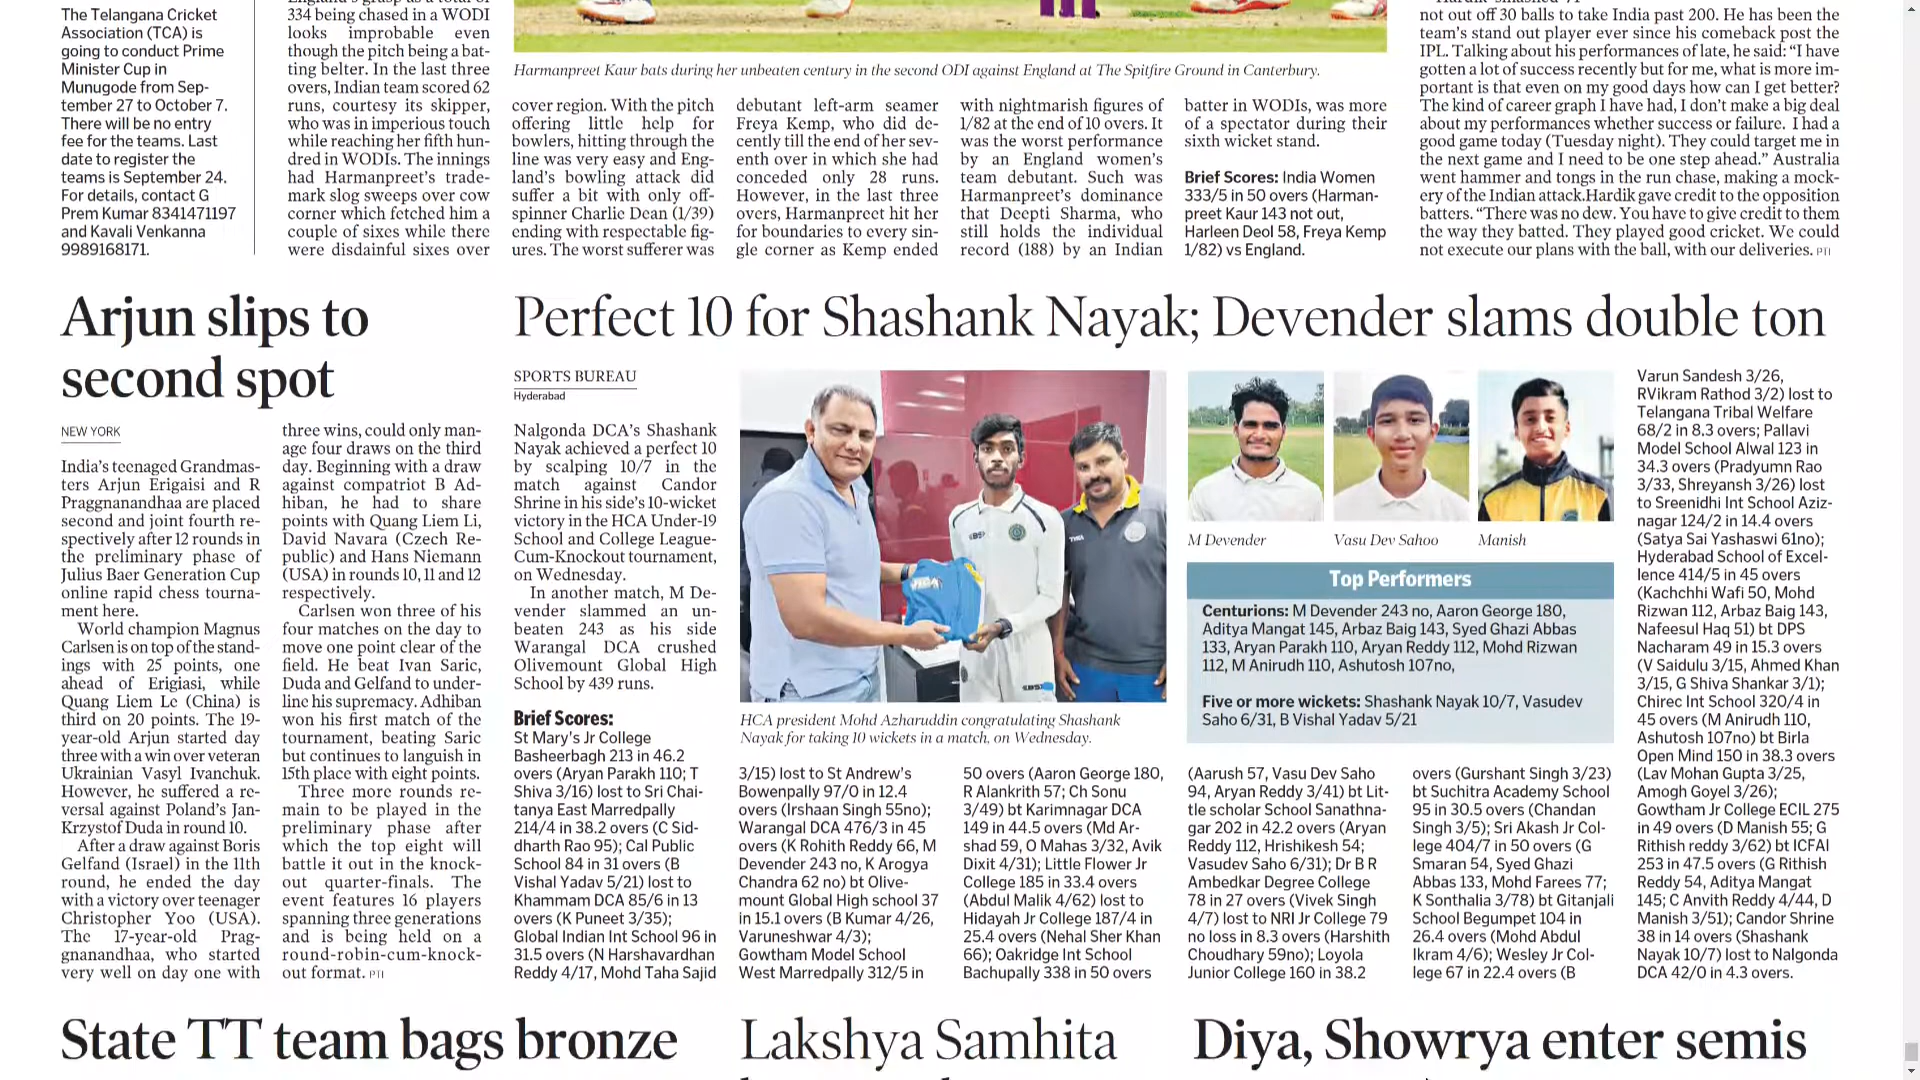 The Telangana Cricket
Association (TCA) is
going to conduct Prime
Minister Cup in
Munugode from Sep-
tember 27 to October 7.
There will be no entry
fee for the teams. Last
date to register the
teams is September 24.
For details, contact G
Prem Kumar 8341471197
and Kavali Venkanna
9989168171.
334 being chased in a WODI
looks improbable even
though the pitch being a bat-
ting belter. In the last three
overs, Indian team scored 62
runs, courtesy its skipper,
who was in imperious touch
while reaching her fifth hun-
dred in WODIs. The innings
had Harmanpreet's trade-
mark slog sweeps over cow
corner which fetched him a
couple of sixes while there
were disdainful sixes over
Harmanpreet Kaur bats during her unbeaten century in the second ODI against England at The Spitfire Ground in Canterbury.
cover region. With the pitch
offering little help for
bowlers, hitting through the
line was very easy and Eng-
land's bowling attack did
suffer a bit with only off-
spinner Charlie Dean (1/39)
ending with respectable fig-
ures. The worst sufferer was
debutant left-arm seamer
Freya Kemp, who did de-
cently till the end of her sev-
enth over in which she had
conceded only 28 runs.
However, in the last three
overs, Harmanpreet hit her
for boundaries to every sin-
gle corner as Kemp ended
with nightmarish figures of
1/82 at the end of 10 overs. It
was the worst performance
by an England women's
team debutant. Such was
Harmanpreet's dominance
that Deepti Sharma, who
still holds the individual
record (188) by an Indian
batter in WODIs, was more
of a spectator during their
sixth wicket stand.
Brief Scores: India Women
333/5 in 50 overs (Harman-
preet Kaur 143 not out,
Harleen Deol 58, Freya Kemp
1/82) vs England.
not out off 30 balls to take India past 200. He has been the
team's stand out player ever since his comeback post the
IPL. Talking about his performances of late, he said: "I have
gotten a lot of success recently but for me, what is more im-
portant is that even on my good days how can I get better?
The kind of career graph I have had, I don't make a big deal
about my performances whether success or failure. I had a
good game today (Tuesday night). They could target me in
the next game and I need to be one step ahead." Australia
went hammer and tongs in the run chase, making a mock-
ery of the Indian attack.Hardik gave credit to the opposition
batters. "There was no dew. You have to give credit to them
the way they batted. They played good cricket. We could
not execute our plans with the ball, with our deliveries. PTI
Arjun slips to
second spot
NEW YORK
India's teenaged Grandmas-
ters Arjun Erigaisi and R
Praggnanandhaa are placed
second and joint fourth re-
spectively after 12 rounds in
the preliminary phase of
Julius Baer Generation Cup
online rapid chess tourna-
ment here.
World champion Magnus
Carlsen is on top of the stand-
ings with 25 points, one
ahead of Erigiasi, while
Quang Liem Le (China) is
third on 20 points. The 19-
year-old Arjun started day
three with a win over veteran
Ukrainian Vasyl Ivanchuk.
However, he suffered a re-
versal against Poland's Jan-
Krzystof Duda in round 10.
After a draw against Boris
Gelfand (Israel) in the 11th
round, he ended the day
with a victory over teenager
Christopher Yoo (USA).
The 17-year-old Prag-
gnanandhaa, who started
very well on day one with
three wins, could only man-
age four draws on the third
day. Beginning with a draw
against compatriot B Ad-
hiban, he had to share
points with Quang Liem Li,
David Navara (Czech Re-
public) and Hans Niemann
(USA) in rounds 10, 11 and 12
respectively.
Carlsen won three of his
four matches on the day to
move one point clear of the
field. He beat Ivan Saric,
Duda and Gelfand to under-
line his supremacy. Adhiban
won his first match of the
tournament, beating Saric
but continues to languish in
15th place with eight points.
Three more rounds re-
main to be played in the
preliminary phase after
which the top eight will
battle it out in the knock-
out quarter-finals. The
event features 16 players
spanning three generations
and is being held on a
round-robin-cum-knock-
out format. PTI
Perfect 10 for Shashank Nayak; Devender slams double ton
SPORTS BUREAU
Hyderabad
Nalgonda DCA's Shashank
Nayak achieved a perfect 10
by scalping 10/7 in the
match against Candor
Shrine in his side's 10-wicket
victory in the HCA Under-19
School and College League-
Cum-Knockout tournament,
on Wednesday.
In another match, M De-
vender slammed an un-
beaten 243 as his side
Warangal DCA crushed
Olivemount Global High
School by 439 runs.
Brief Scores:
St Mary's Jr College
Basheerbagh 213 in 46.2
overs (Aryan Parakh 110; T
Shiva 3/16) lost to Sri Chai-
tanya East Marredpally
214/4 in 38.2 overs (C Sid-
dharth Rao 95); Cal Public
School 84 in 31 overs (B
Vishal Yadav 5/21) lost to
Khammam DCA 85/6 in 13
overs (K Puneet 3/35);
Global Indian Int School 96 in
31.5 overs (N Harshavardhan
Reddy 4/17, Mohd Taha Sajid
HCA president Mohd Azharuddin congratulating Shashank
Nayak for taking 10 wickets in a match, on Wednesday.
3/15) lost to St Andrew's
Bowenpally 97/0 in 12.4
overs (Irshaan Singh 55no);
Warangal DCA 476/3 in 45
overs (K Rohith Reddy 66, M
Devender 243 no, K Arogya
Chandra 62 no) bt Olive-
mount Global High school 37
in 15.1 overs (B Kumar 4/26,
Varuneshwar 4/3);
Gowtham Model School
West Marredpally 312/5 in
50 overs (Aaron George 180,
R Alankrith 57; Ch Sonu
3/49) bt Karimnagar DCA
149 in 44.5 overs (Md Ar-
shad 59, O Mahas 3/32, Avik
Dixit 4/31); Little Flower Jr
College 185 in 33.4 overs
(Abdul Malik 4/62) lost to
Hidayah Jr College 187/4 in
25.4 overs (Nehal Sher Khan
66); Oakridge Int School
Bachupally 338 in 50 overs
M Devender
Vasu Dev Sahoo
Manish
Top Performers
Centurions: M Devender 243 no, Aaron George 180,
Aditya Mangat 145, Arbaz Baig 143, Syed Ghazi Abbas
133, Aryan Parakh 110, Aryan Reddy 112, Mohd Rizwan
112, M Anirudh 110, Ashutosh 107no,
Five or more wickets: Shashank Nayak 10/7, Vasudev
Saho 6/31, B Vishal Yadav 5/21
(Aarush 57, Vasu Dev Saho
94, Aryan Reddy 3/41) bt Lit-
tle scholar School Sanathna-
gar 202 in 42.2 overs (Aryan
Reddy 112, Hrishikesh 54;
Vasudev Saho 6/31); Dr B R
Ambedkar Degree College
78 in 27 overs (Vivek Singh
4/7) lost to NRI Jr College 79
no loss in 8.3 overs (Harshith
Choudhary 59no); Loyola
Junior College 160 in 38.2
overs (Gurshant Singh 3/23)
bt Suchitra Academy School
95 in 30.5 overs (Chandan
Singh 3/5); Sri Akash Jr Col-
lege 404/7 in 50 overs (G
Smaran 54, Syed Ghazi
Abbas 133, Mohd Farees 77;
K Sonthalia 3/78) bt Gitanjali
School Begumpet 104 in
26.4 overs (Mohd Abdul
Ikram 4/6); Wesley Jr Col-
lege 67 in 22.4 overs (B
Varun Sandesh 3/26,
RVikram Rathod 3/2) lost to
Telangana Tribal Welfare
68/2 in 8.3 overs; Pallavi
Model School Alwal 123 in
34.3 overs (Pradyumn Rao
3/33, Shreyansh 3/26) lost
to Sreenidhi Int School Aziz-
nagar 124/2 in 14.4 overs
(Satya Sai Yashaswi 61no);
Hyderabad School of Excel-
lence 414/5 in 45 overs
(Kachchhi Wafi 50, Mohd
Rizwan 112, Arbaz Baig 143,
Nafeesul Haq 51) bt DPS
Nacharam 49 in 15.3 overs
(V Saidulu 3/15, Ahmed Khan
3/15, G Shiva Shankar 3/1);
Chirec Int School 320/4 in
45 overs (M Anirudh 110,
Ashutosh 107no) bt Birla
Open Mind 150 in 38.3 overs
(Lav Mohan Gupta 3/25,
Amogh Goyel 3/26);
Gowtham Jr College ECIL 275
in 49 overs (D Manish 55; G
Rithish reddy 3/62) bt ICFAI
253 in 47.5 overs (G Rithish
Reddy 54, Aditya Mangat
145; C Anvith Reddy 4/44, D
Manish 3/51); Candor Shrine
38 in 14 overs (Shashank
Nayak 10/7) lost to Nalgonda
DCA 42/0 in 4.3 overs.
State TT team bags bronze
Lakshya Samhita
Diya, Showrya enter semis